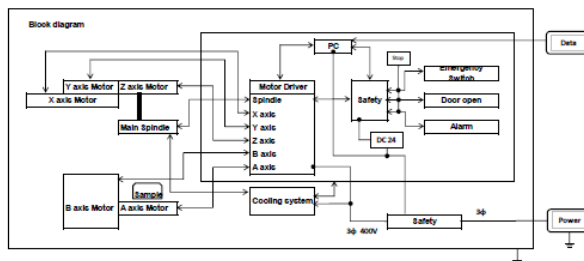 Block diagram
PC
Data
Stop
Emergency
Switch
Y axis Motor
Z axis Motor
Motor Driver
X axis Motor
Spindle
Safety
Door open
X axis
Main Spindle
Y axis
Alarm
Z axis
DC 24
B axis
A axis
Sample
B axis Motor
A axis Motor
Cooling system
Safety
3ϕ
Power
3ϕ 400V